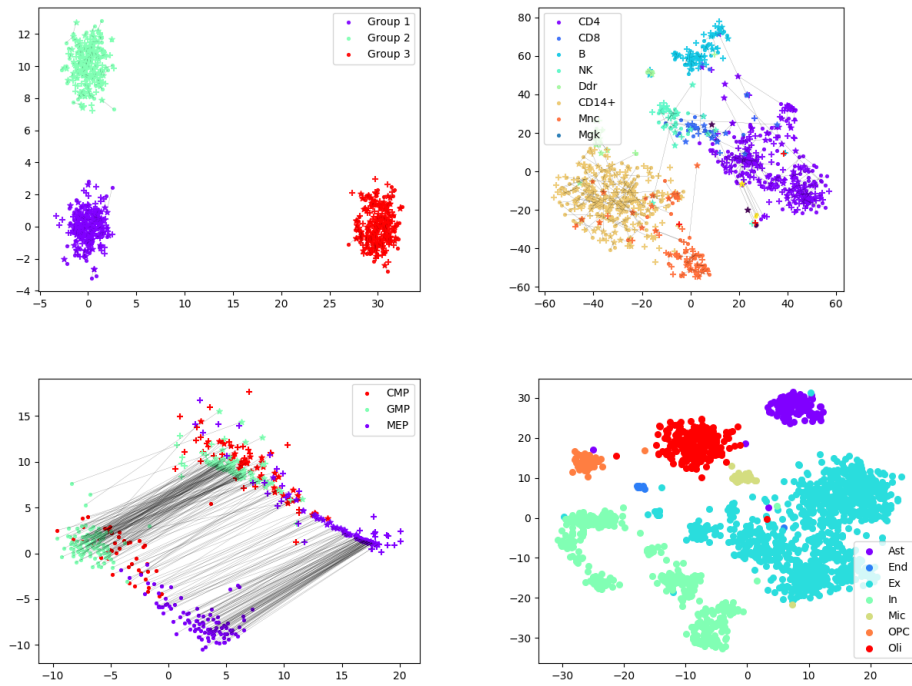 12
10
8
6
4
2
0
−2
−4
−5
0
5
10
15
20
25
30
Group 1
Group 2
Group 3
80
60
40
20
0
−20
−40
−60
−60
−40
−20
0
20
40
60
CD4
CD8
B
NK
Ddr
CD14+
Mnc
Mgk
15
10
5
0
−5
−10
−10
−5
0
5
10
15
20
CMP
GMP
MEP
30
20
10
0
−10
−20
−30
−30
−20
−10
0
10
20
Ast
End
Ex
In
Mic
OPC
Oli